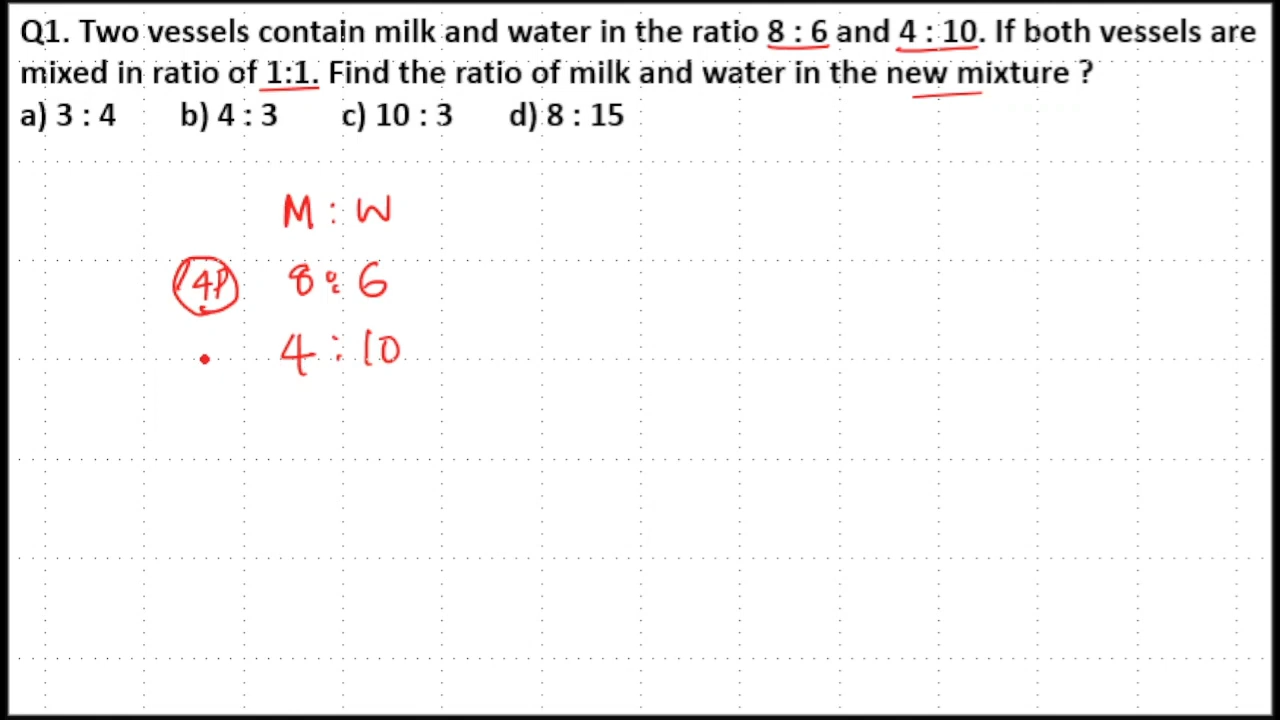 Q1. Two vessels contain milk and water in the ratio 8 : 6 and 4 : 10. If both vessels are
mixed in ratio of 1:1. Find the ratio of milk and water in the new mixture ?
a) 3 : 4 b) 4 : 3 c) 10 : 3 d) 8 : 15
M : W
14P 8 : 6
4 : 10